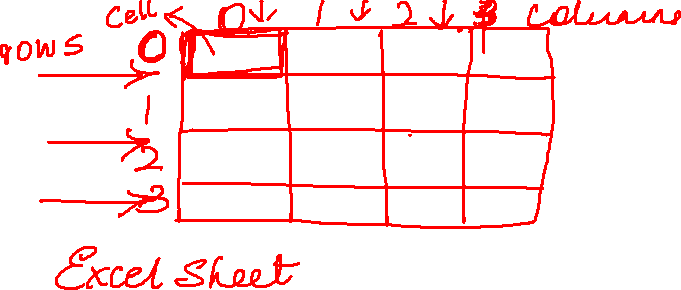 Cell 0 1 2 3 columns
rows 0
1
2
3
Excel Sheet